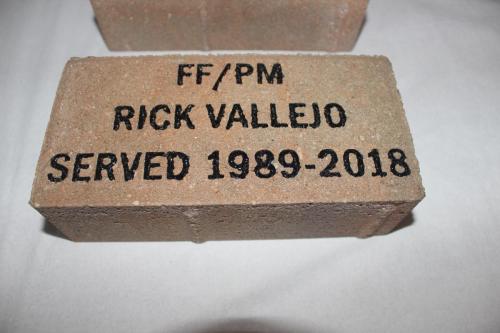 FF/PM
RICK VALLEJO
SERVED 1989-2018